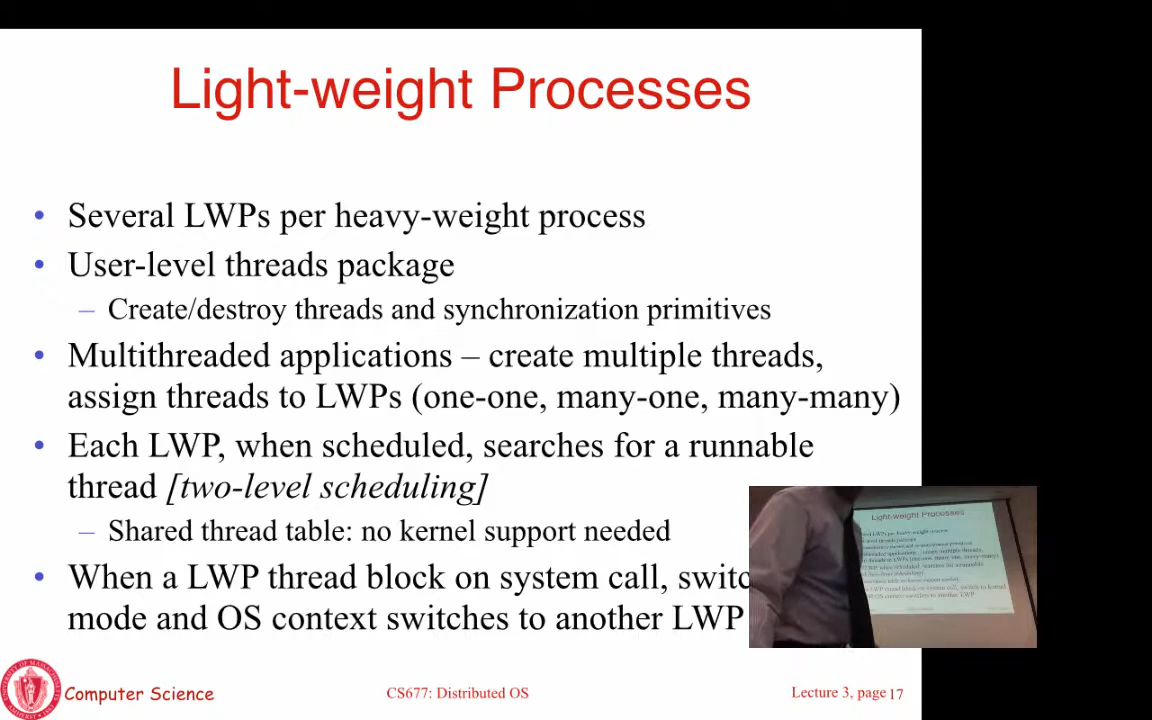 Light-weight Processes
• Several LWPs per heavy-weight process
• User-level threads package
– Create/destroy threads and synchronization primitives
• Multithreaded applications – create multiple threads,
assign threads to LWPs (one-one, many-one, many-many)
• Each LWP, when scheduled, searches for a runnable
thread [two-level scheduling]
– Shared thread table: no kernel support needed
• When a LWP thread block on system call, switc
mode and OS context switches to another LWP
Light-weight Processes
Computer Science
CS677: Distributed OS
Lecture 3, page 17